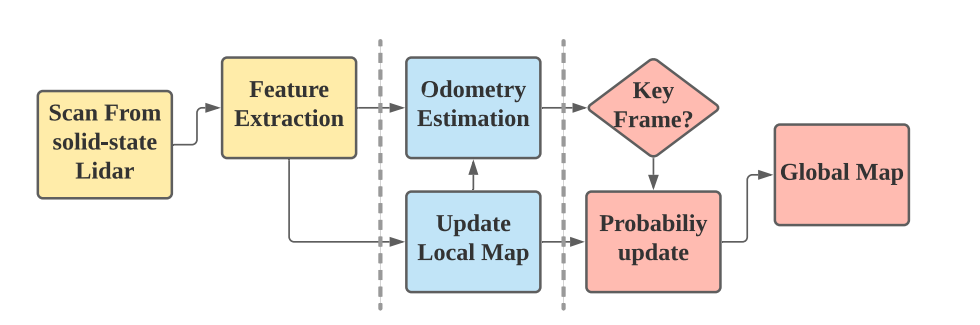 Scan From
solid-state
Lidar
Feature
Extraction
Odometry
Estimation
Update
Local Map
Key
Frame?
Probabiliy
update
Global Map